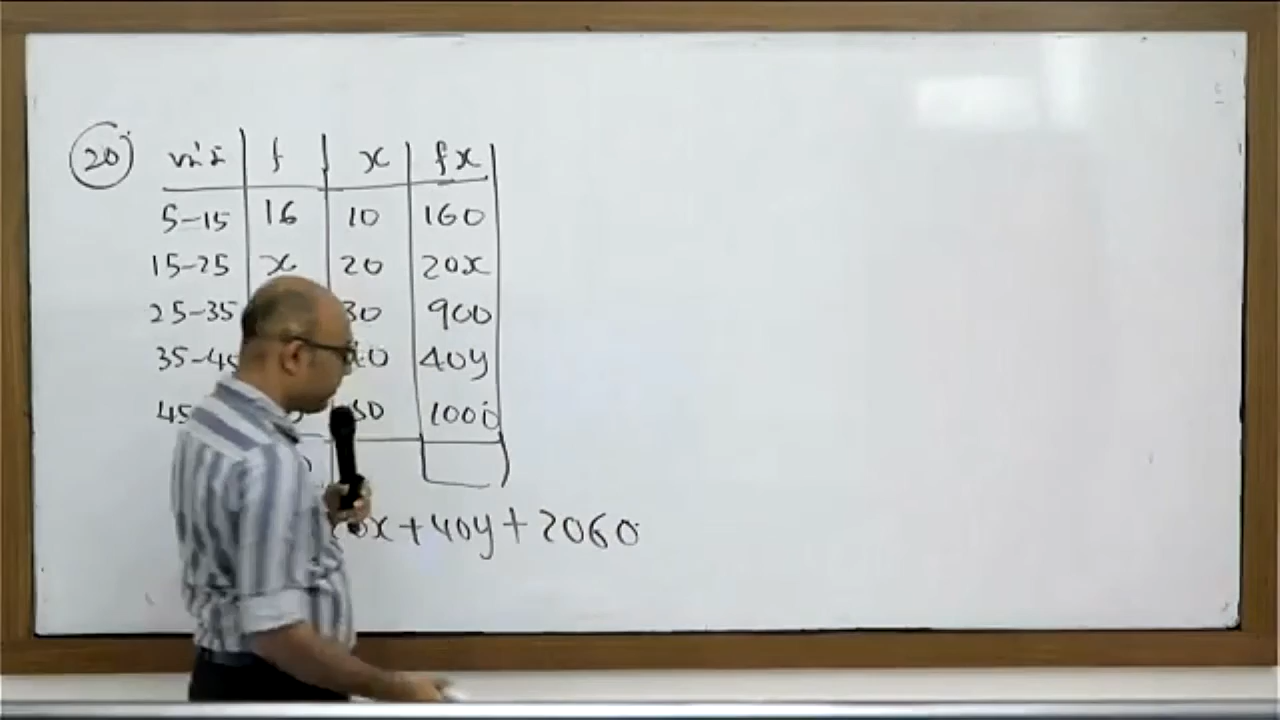 20 f x fx
5-15 16 10 160
15-25 x 20 20x
25-35 30 900
35-4 40y
45 50 1000
x+40y+2060